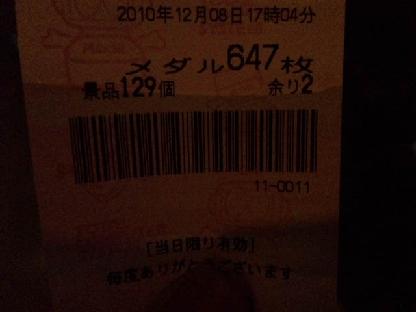 2010年12月08日17時04分
メダル647枚
景品129個 余り2
11-0011
[当日限り有効]
毎度ありがとうございます